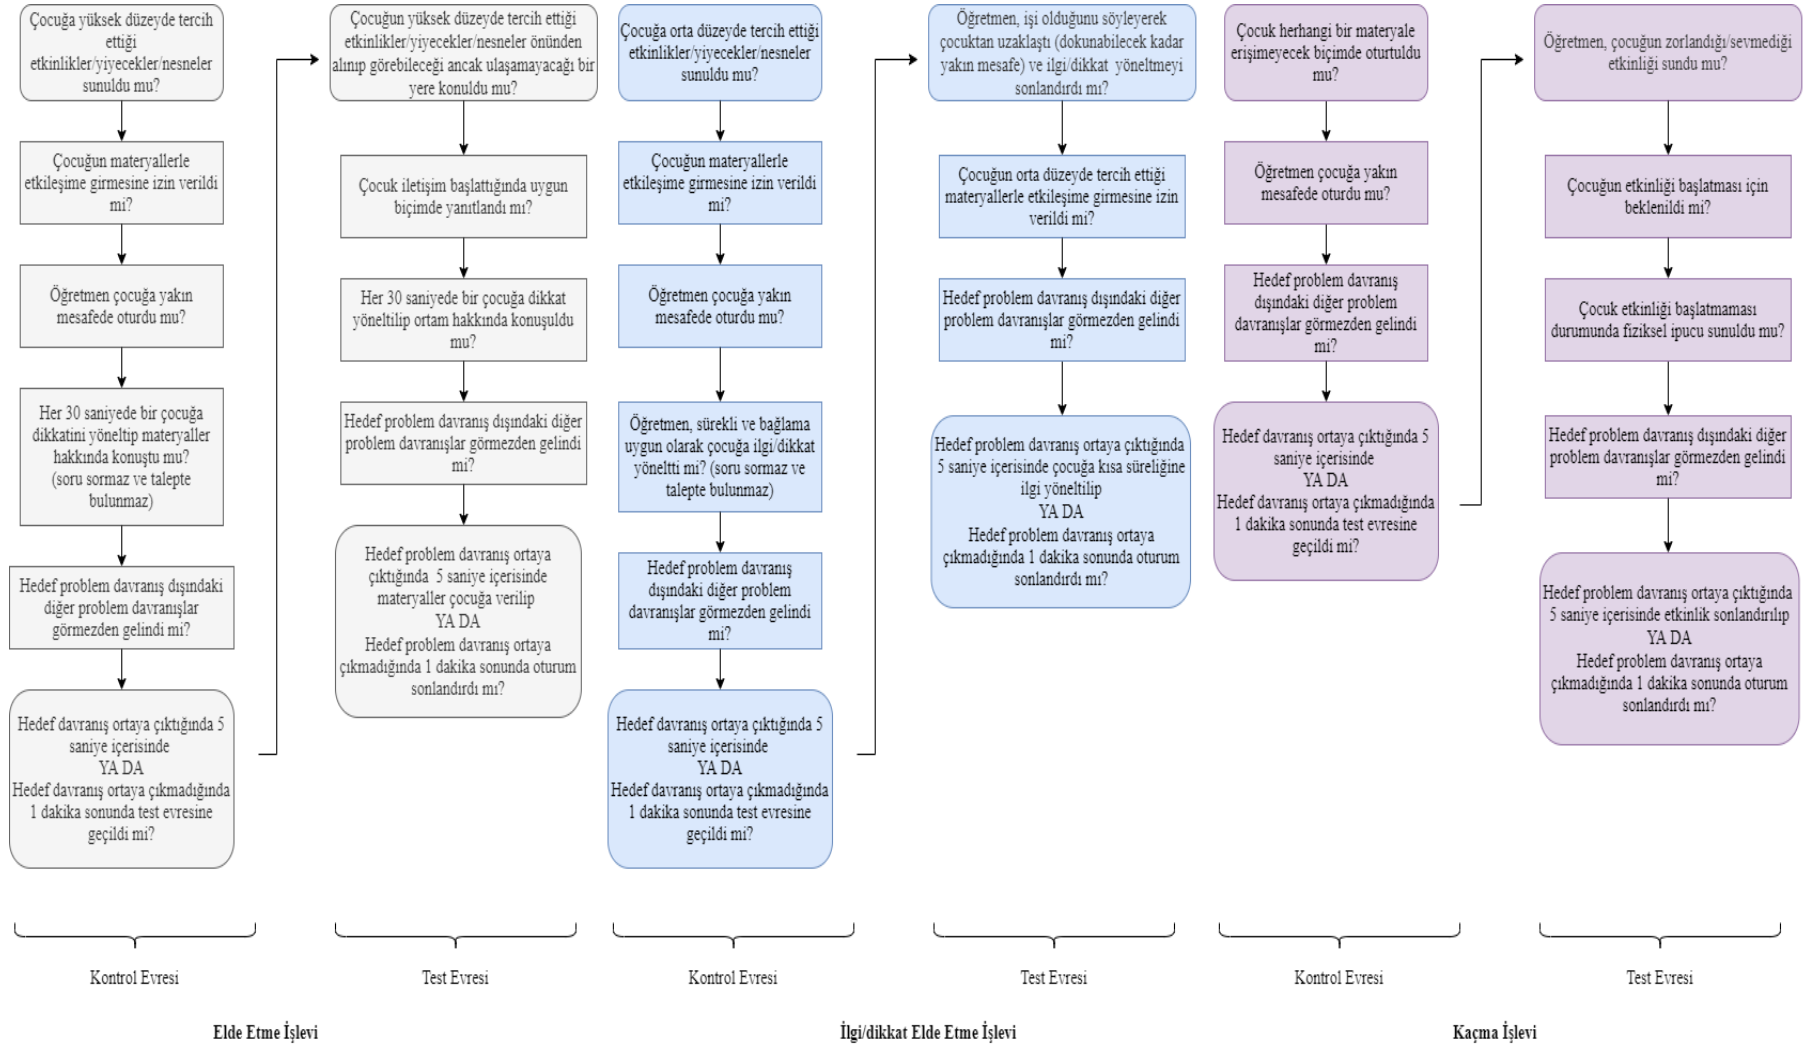 Çocuğa yüksek düzeyde tercih
ettiği
etkinlikler/yiyecekler/nesneler
sunuldu mu?
Çocuğun materyallerle
etkileşime girmesine izin verildi
mi?
Öğretmen çocuğa yakın
mesafede oturdu mu?
Her 30 saniyede bir çocuğa
dikkatini yöneltip materyaller
hakkında konuştu mu?
(soru sormaz ve talepte
bulunmaz)
Hedef problem davranış dışındaki
diğer problem davranışlar
görmezden gelindi mi?
Hedef davranış ortaya çıktığında 5
saniye içerisinde
YA DA
Hedef davranış ortaya çıkmadığında
1 dakika sonunda test evresine
geçildi mi?
Çocuğun yüksek düzeyde tercih ettiği
etkinlikler/yiyecekler/nesneler önünden
alınıp görebileceği ancak ulaşamayacağı bir
yere konuldu mu?
Çocuk iletişim başlattığında uygun
biçimde yanıtlandı mı?
Her 30 saniyede bir çocuğa dikkat
yöneltilip ortam hakkında konuşuldu
mu?
Hedef problem davranış dışındaki diğer
problem davranışlar görmezden gelindi
mi?
Hedef problem davranış ortaya
çıktığında  5 saniye içerisinde
materyaller çocuğa verilip
YA DA
Hedef problem davranış ortaya
çıkmadığında 1 dakika sonunda oturum
sonlandırdı mı?
Çocuğa orta düzeyde tercih ettiği
etkinlikler/yiyecekler/nesneler
sunuldu mu?
Çocuğun materyallerle
etkileşime girmesine izin verildi
mi?
Öğretmen çocuğa yakın
mesafede oturdu mu?
Öğretmen, sürekli ve bağlama
uygun olarak çocuğa ilgi/dikkat
yöneltti mi? (soru sormaz ve
talepte bulunmaz)
Hedef problem davranış
dışındaki diğer problem
davranışlar görmezden gelindi
mi?
Hedef davranış ortaya çıktığında 5
saniye içerisinde
YA DA
Hedef davranış ortaya çıkmadığında
1 dakika sonunda test evresine
geçildi mi?
Öğretmen, işi olduğunu söyleyerek
çocuktan uzaklaştı (dokunabilecek kadar
yakın mesafe) ve ilgi/dikkat  yöneltmeyi
sonlandırdı mı?
Çocuğun orta düzeyde tercih ettiği
materyallerle etkileşime girmesine izin
verildi mi?
Hedef problem davranış dışındaki diğer
problem davranışlar görmezden gelindi
mi?
Hedef problem davranış ortaya çıktığında
5 saniye içerisinde çocuğa kısa süreliğine
ilgi yöneltilip
YA DA
Hedef problem davranış ortaya
çıkmadığında 1 dakika sonunda oturum
sonlandırdı mı?
Çocuk herhangi bir materyale
erişimeyecek biçimde oturtuldu
mu?
Öğretmen çocuğa yakın
mesafede oturdu mu?
Hedef problem davranış
dışındaki diğer problem
davranışlar görmezden gelindi
mi?
Hedef davranış ortaya çıktığında 5
saniye içerisinde
YA DA
Hedef davranış ortaya çıkmadığında
1 dakika sonunda test evresine
geçildi mi?
Öğretmen, çocuğun zorlandığı/sevmediği
etkinliği sundu mu?
Çocuğun etkinliği başlatması için
beklenildi mi?
Çocuk etkinliği başlatmaması
durumunda fiziksel ipucu sunuldu mu?
Hedef problem davranış dışındaki diğer
problem davranışlar görmezden gelindi
mi?
Hedef problem davranış ortaya çıktığında
5 saniye içerisinde etkinlik sonlandırılıp
YA DA
Hedef problem davranış ortaya
çıkmadığında 1 dakika sonunda oturum
sonlandırdı mı?
Kontrol Evresi
Test Evresi
Kontrol Evresi
Test Evresi
Kontrol Evresi
Test Evresi
Elde Etme İşlevi
İlgi/dikkat Elde Etme İşlevi
Kaçma İşlevi